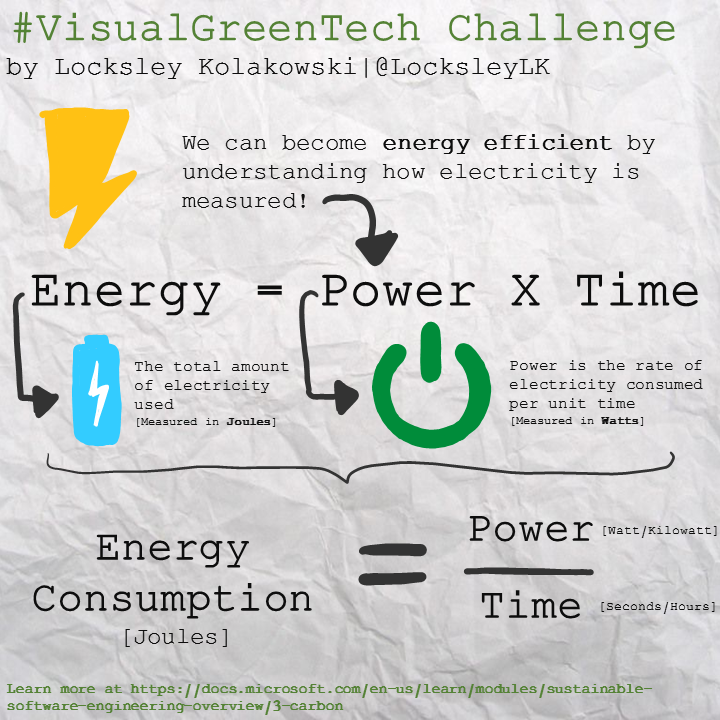 #VisualGreenTech Challenge
by Locksley Kolakowski|@LocksleyLK
We can become energy efficient by
understanding how electricity is
measured!
Energy = Power X Time
The total amount
of electricity
used
[Measured in Joules]
Power is the rate of
electricity consumed
per unit time
[Measured in Watts]
Energy
Consumption
[Joules]
=
Power [Watt/Kilowatt]
Time [Seconds/Hours]
Learn more at https://docs.microsoft.com/en-us/learn/modules/sustainable-
software-engineering-overview/3-carbon